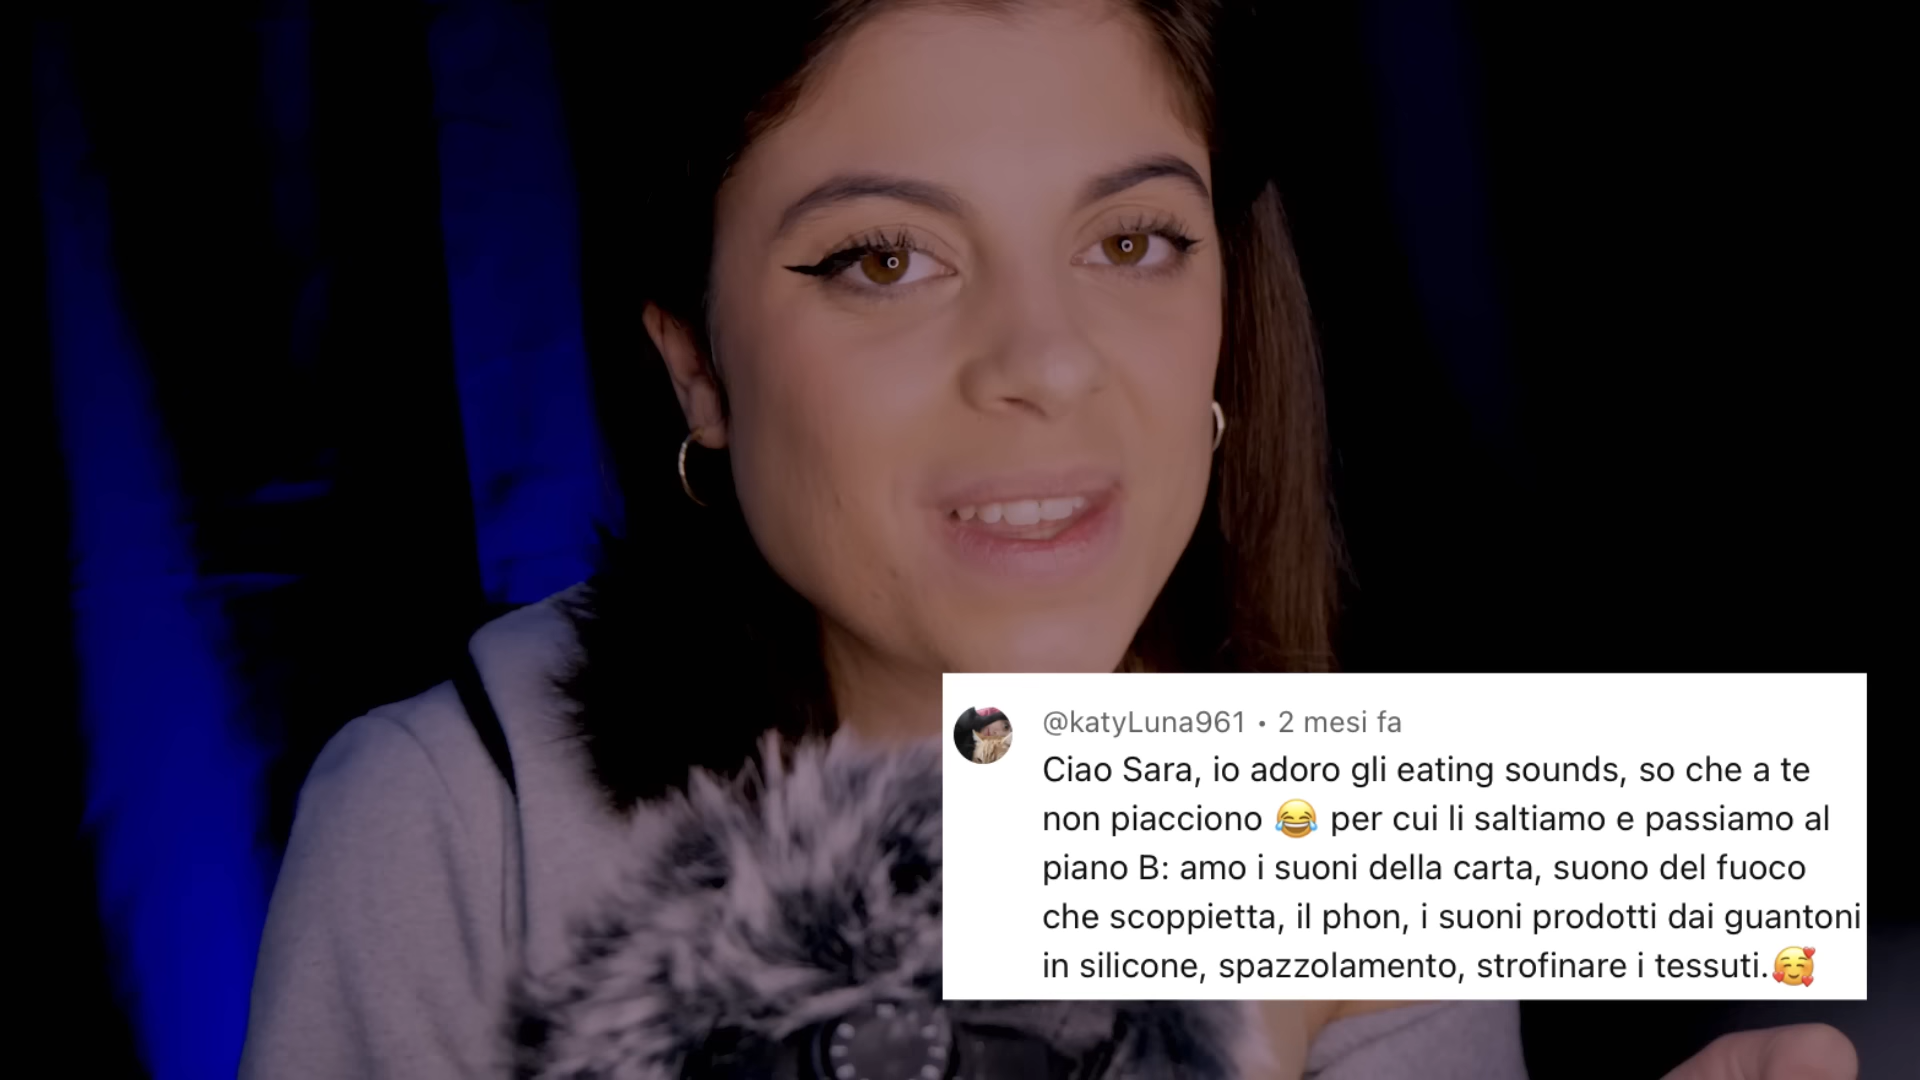 @katyLuna961 • 2 mesi fa
Ciao Sara, io adoro gli eating sounds, so che a te
non piacciono 😂 per cui li saltiamo e passiamo al
piano B: amo i suoni della carta, suono del fuoco
che scoppietta, il phon, i suoni prodotti dai guantoni
in silicone, spazzolamento, strofinare i tessuti.🥰